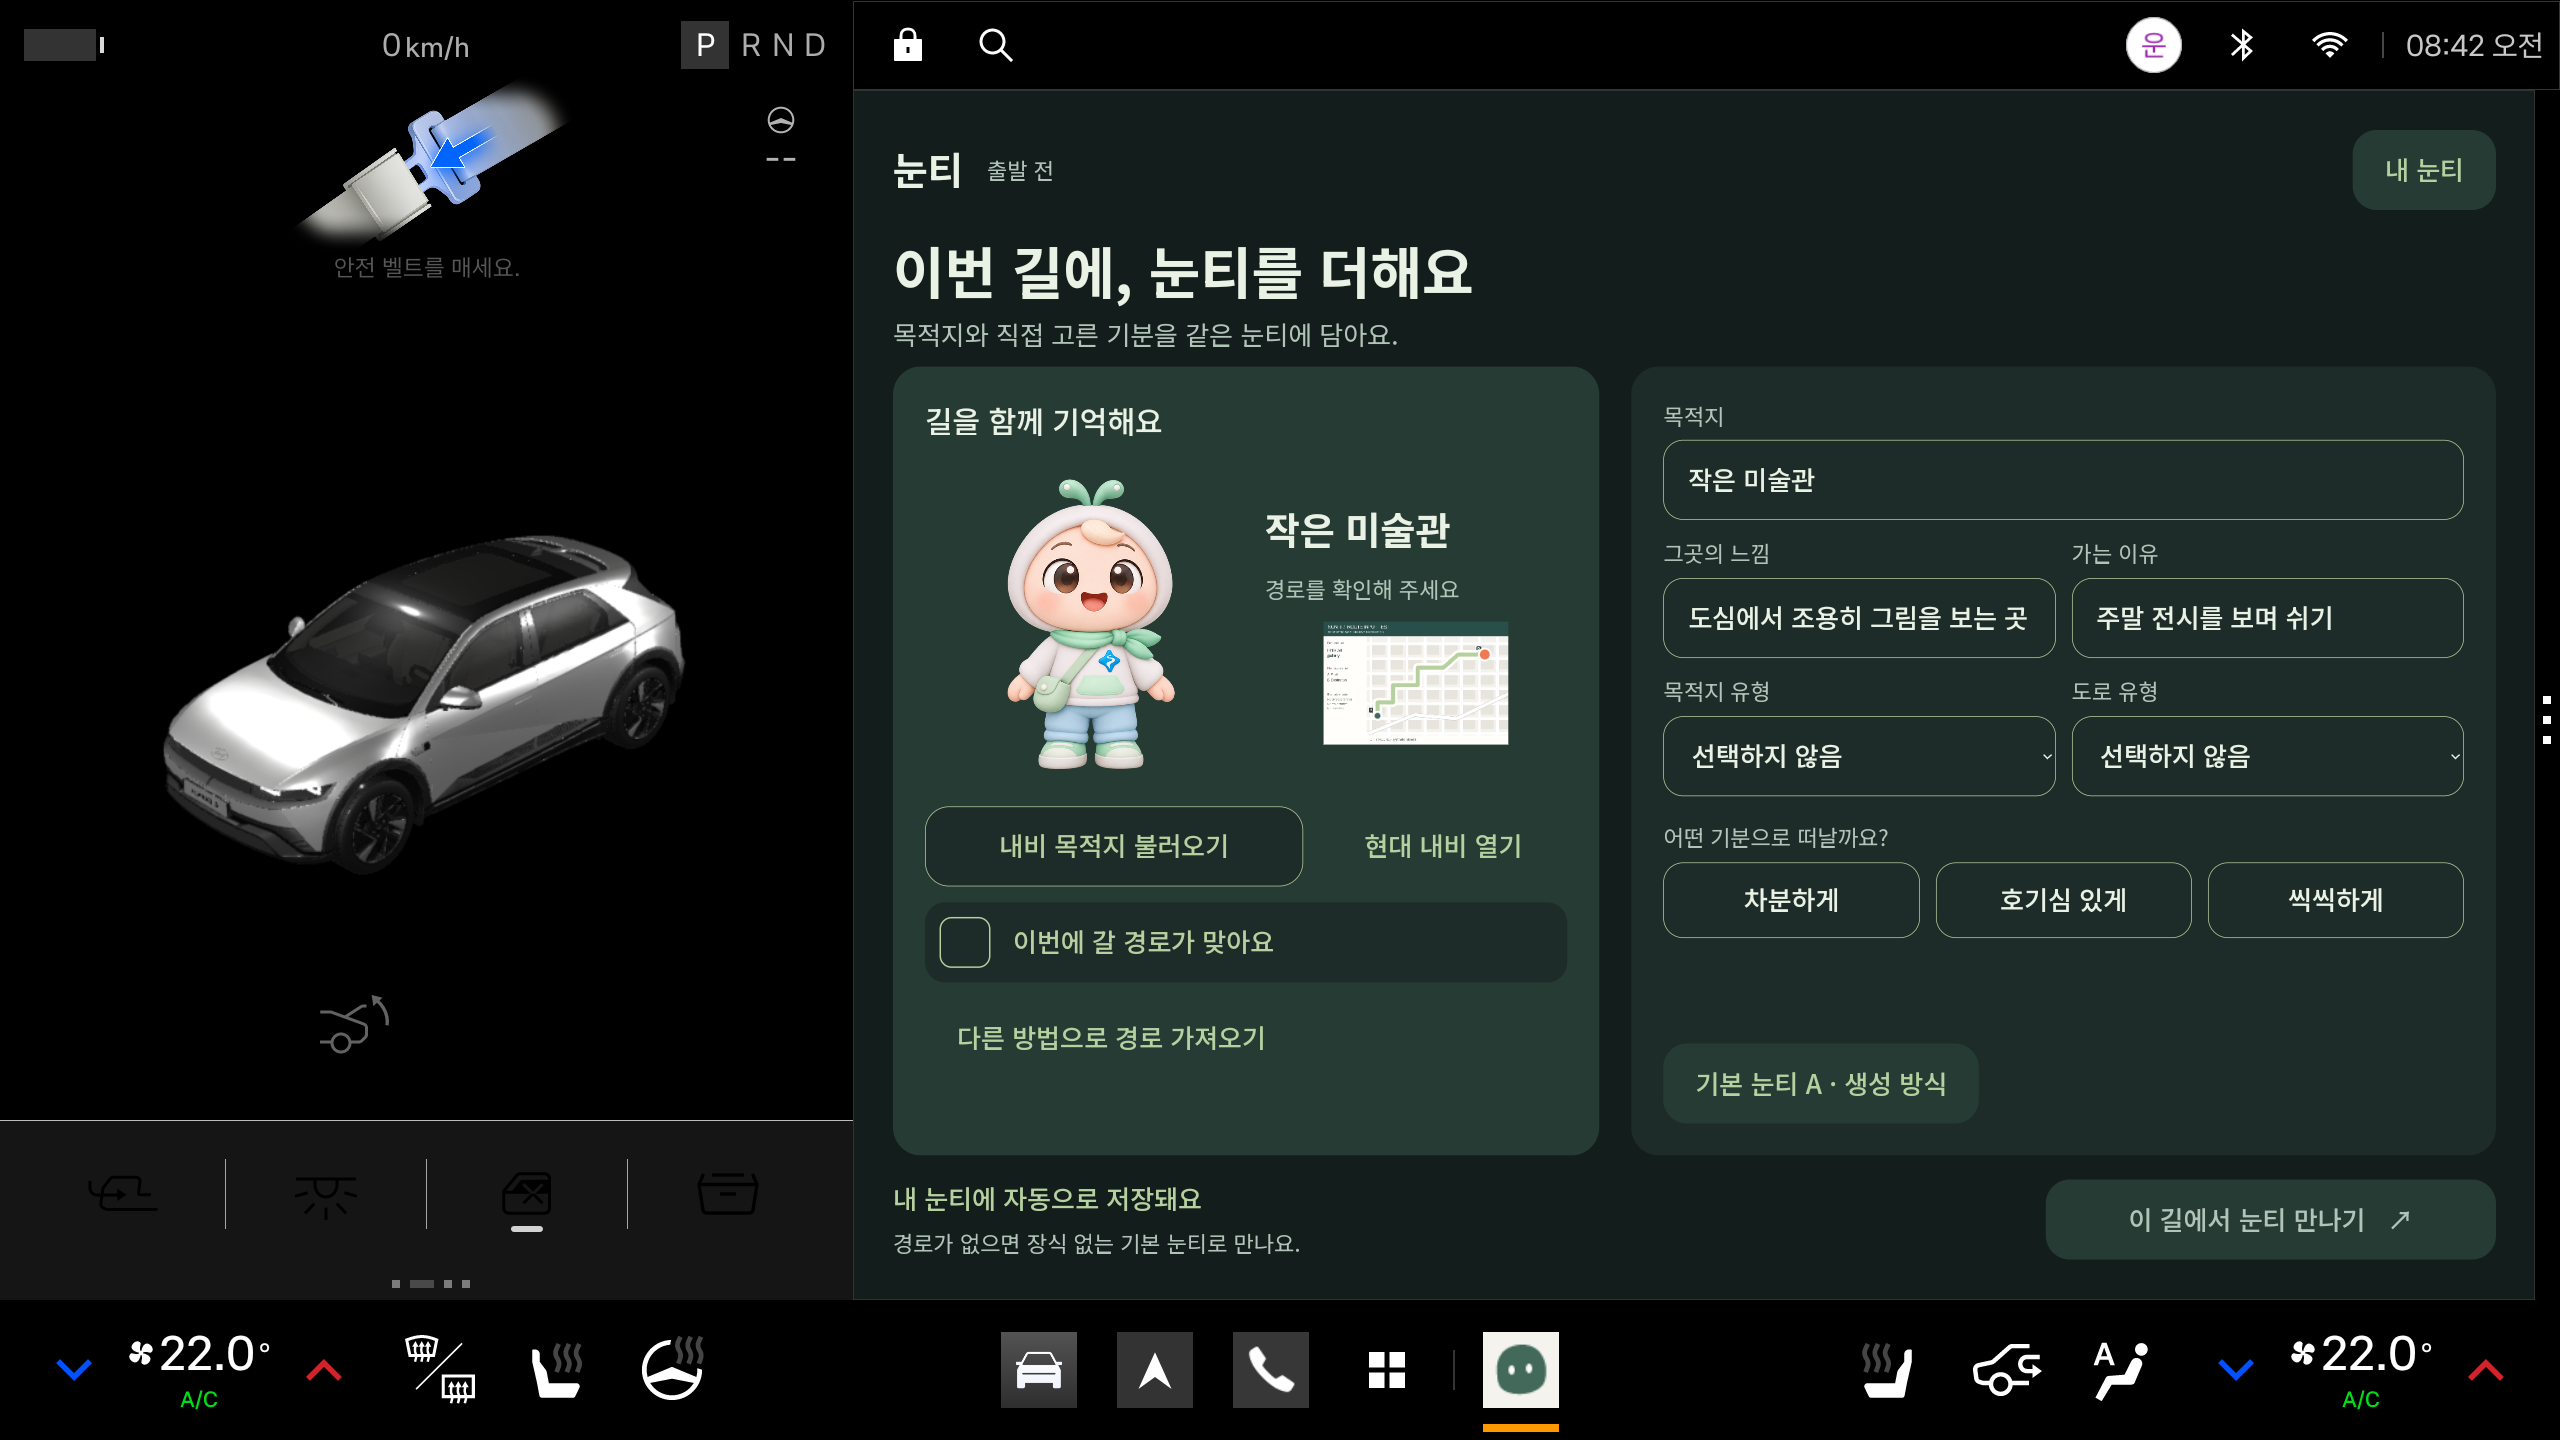 0 km/h
P R N D
운
08:42 오전
안전 벨트를 매세요.
눈티 출발 전
내 눈티
이번 길에, 눈티를 더해요
목적지와 직접 고른 기분을 같은 눈티에 담아요.
길을 함께 기억해요
작은 미술관
경로를 확인해 주세요
내비 목적지 불러오기
현대 내비 열기
이번에 갈 경로가 맞아요
다른 방법으로 경로 가져오기
목적지
작은 미술관
그곳의 느낌
가는 이유
도심에서 조용히 그림을 보는 곳
주말 전시를 보며 쉬기
목적지 유형
도로 유형
선택하지 않음
선택하지 않음
어떤 기분으로 떠날까요?
차분하게
호기심 있게
씩씩하게
기본 눈티 A · 생성 방식
내 눈티에 자동으로 저장돼요
경로가 없으면 장식 없는 기본 눈티로 만나요.
이 길에서 눈티 만나기 ↗
22.0°
A/C
A
22.0°
A/C